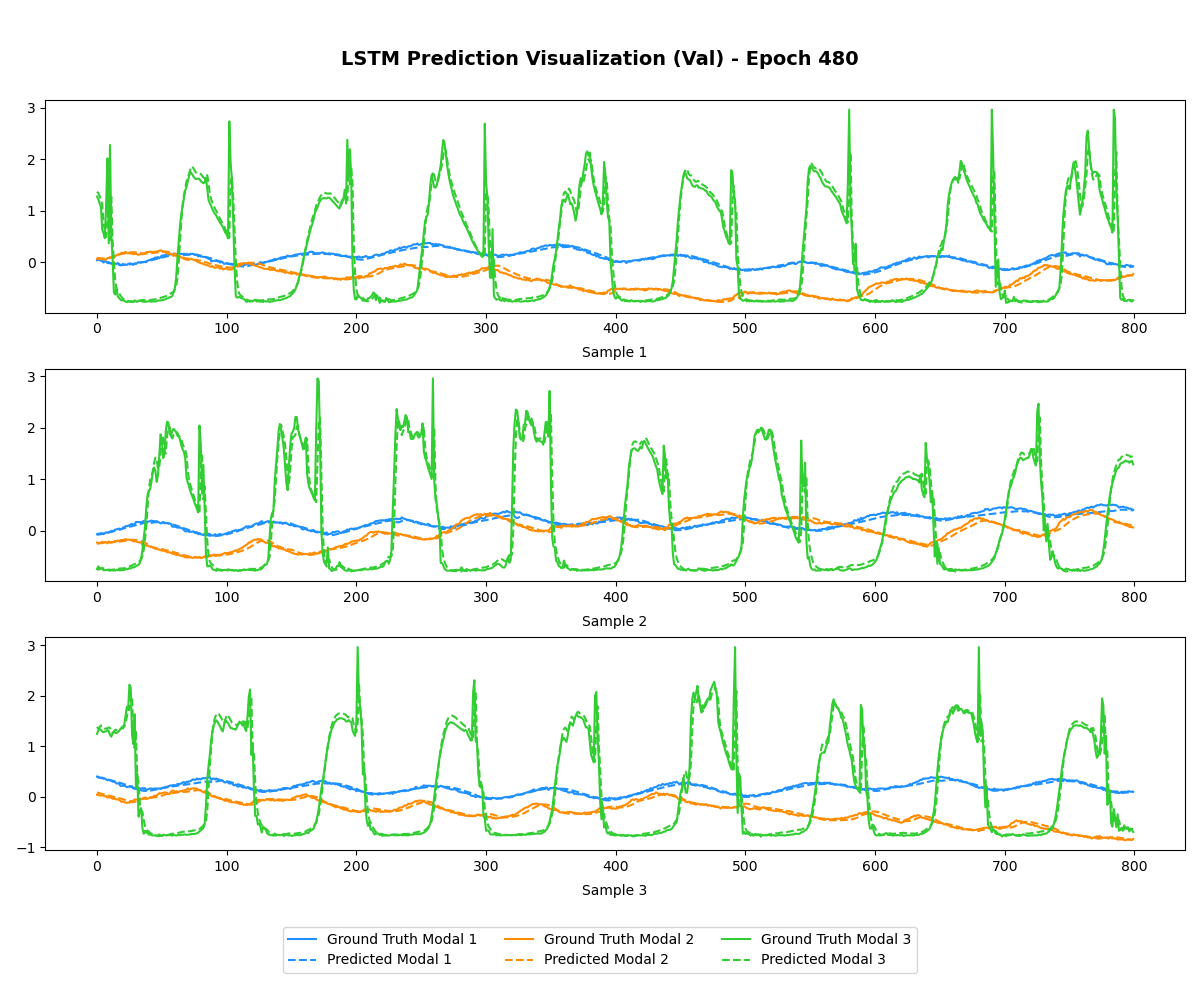 LSTM Prediction Visualization (Val) - Epoch 480
3
2
1
0
0 100 200 300 400 500 600 700 800
Sample 1
3
2
1
0
0 100 200 300 400 500 600 700 800
Sample 2
3
2
1
0
−1
0 100 200 300 400 500 600 700 800
Sample 3
Ground Truth Modal 1 Ground Truth Modal 2 Ground Truth Modal 3
Predicted Modal 1 Predicted Modal 2 Predicted Modal 3